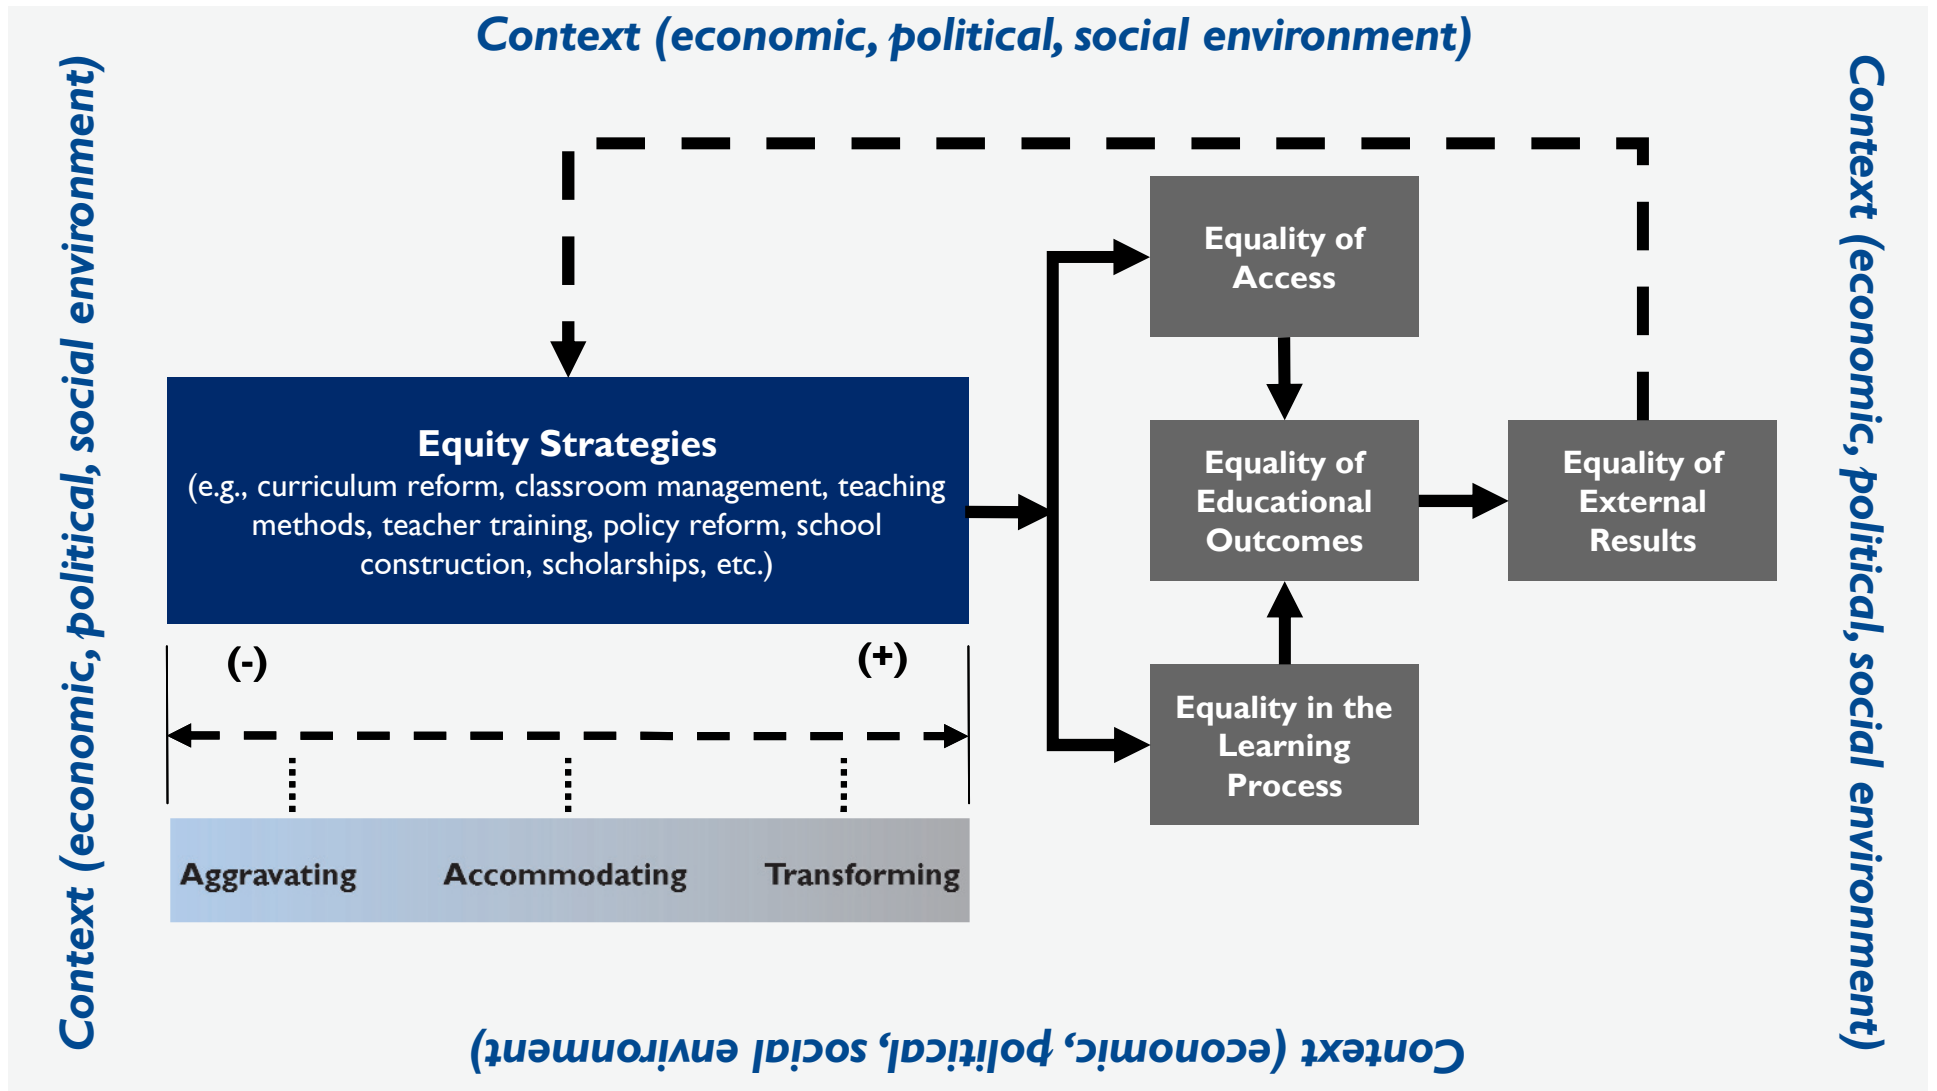 Context (economic, political, social environment)
Context (economic, political, social environment)
Context (economic, political, social environment)
Equality of
Access
Equity Strategies
(e.g., curriculum reform, classroom management, teaching
methods, teacher training, policy reform, school
construction, scholarships, etc.)
Equality of
Educational
Outcomes
Equality of
External
Results
(-)
(+)
Equality in the
Learning
Process
Aggravating
Accommodating
Transforming
Context (economic, political, social environment)